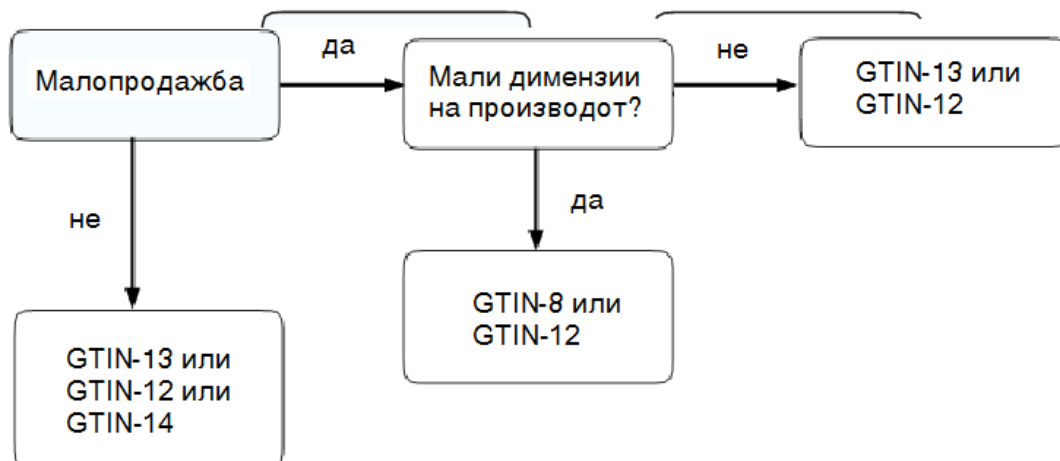 Малопродажба
да
Мали димензии
на производот?
не
GTIN-13 или
GTIN-12
не
да
GTIN-8 или
GTIN-12
GTIN-13 или
GTIN-12 или
GTIN-14